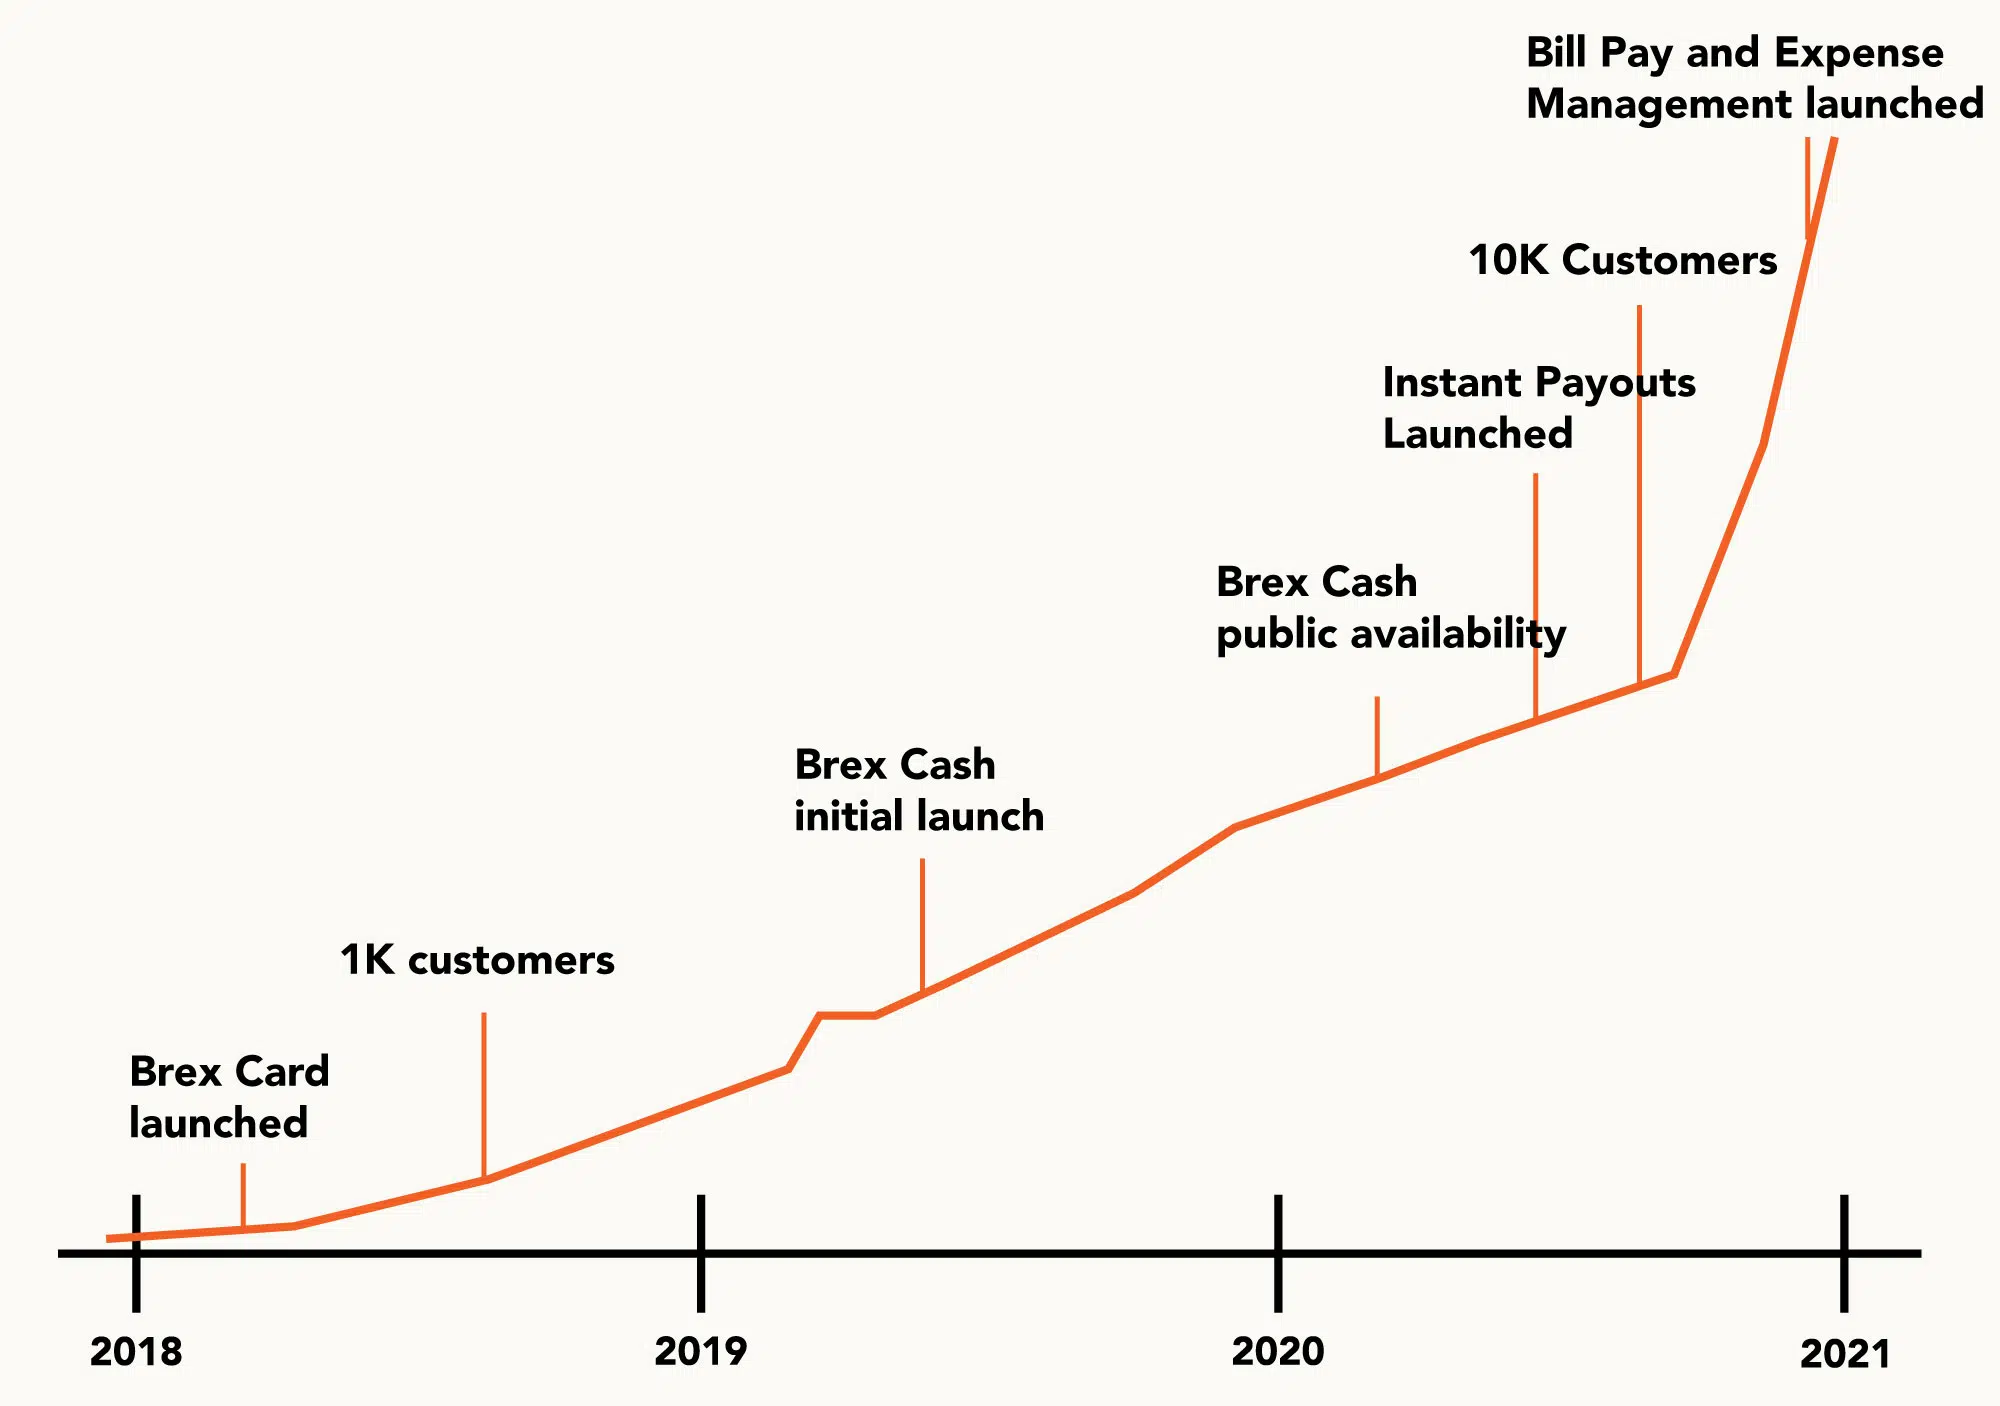 Bill Pay and Expense
Management launched
10K Customers
Instant Payouts
Launched
Brex Cash
public availability
Brex Cash
initial launch
1K customers
Brex Card
launched
2018
2019
2020
2021